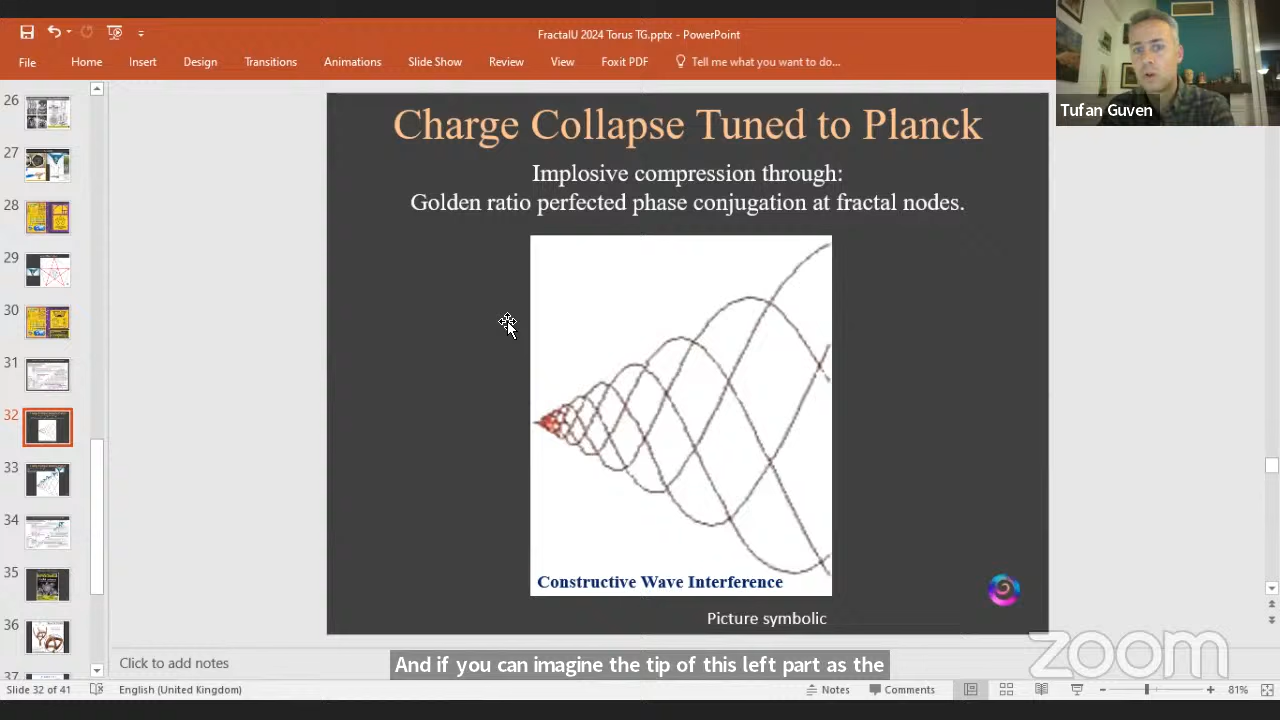 FractalU 2024 Torus TG.pptx - PowerPoint
File Home Insert Design Transitions Animations Slide Show Review View Foxit PDF Tell me what you want to do...
Tufan Guven
26
27
28
29
30
31
32
33
34
35
36
37
Charge Collapse Tuned to Planck
Implosive compression through:
Golden ratio perfected phase conjugation at fractal nodes.
Constructive Wave Interference
Picture symbolic
Click to add notes
And if you can imagine the tip of this left part as the
zoom
Slide 32 of 41 English (United Kingdom) Notes Comments 81%